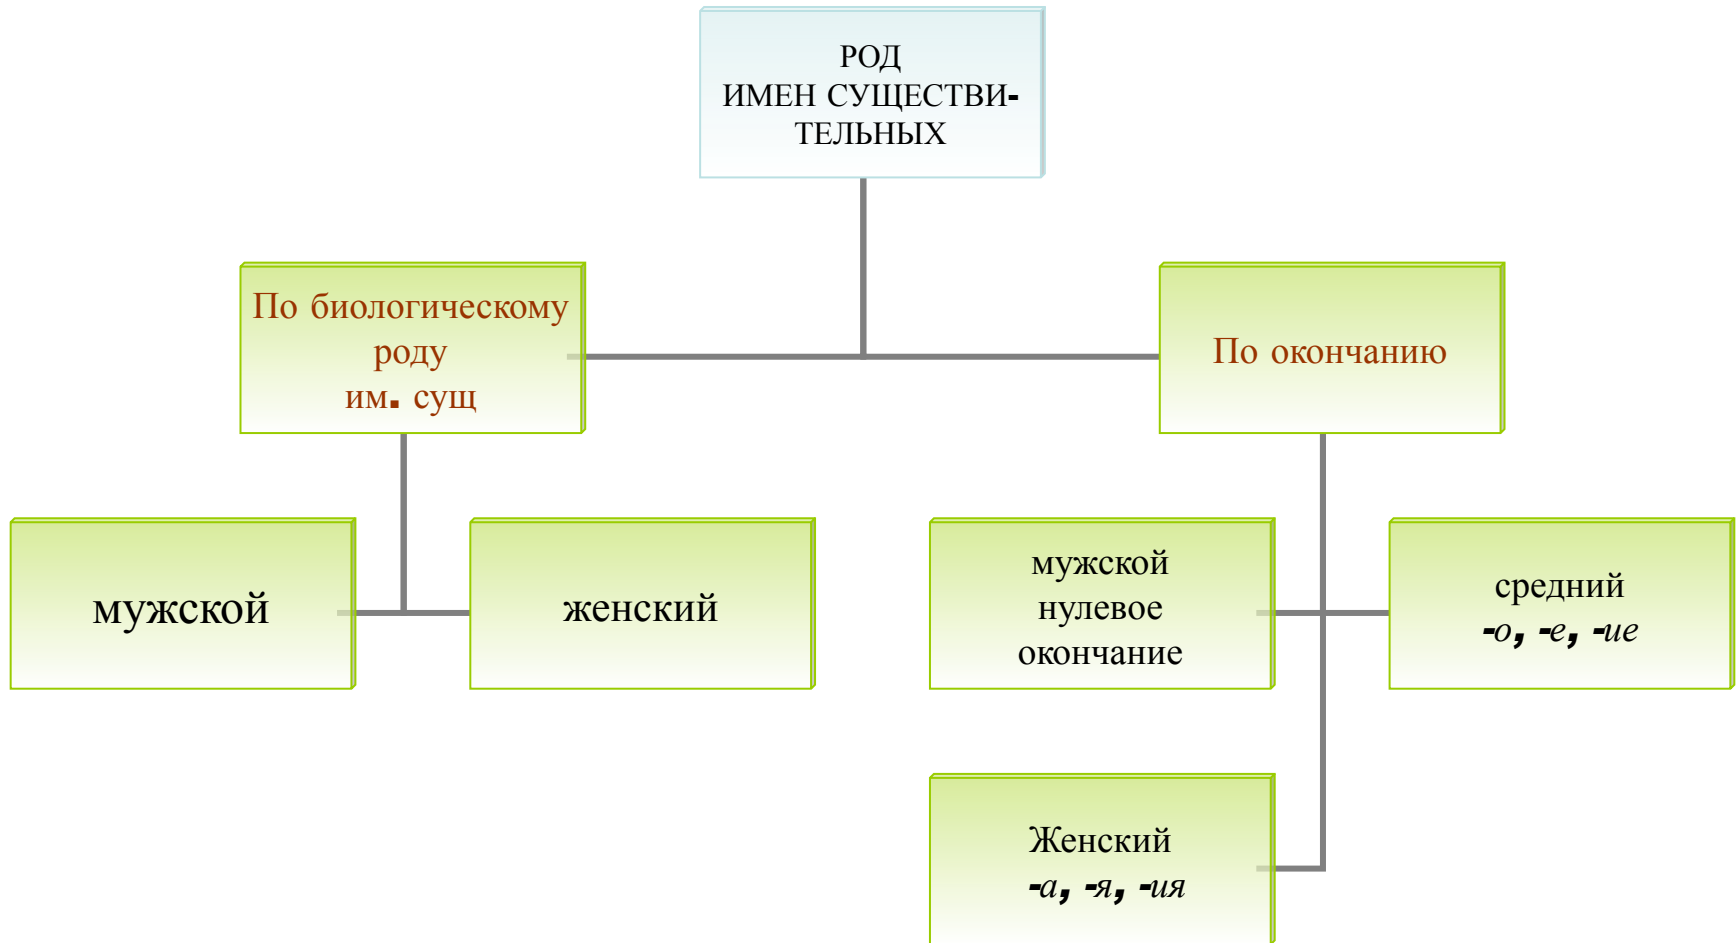 РОД
ИМЕН СУЩЕСТВИ-
ТЕЛЬНЫХ
По биологическому
роду
им. сущ
По окончанию
мужской
женский
мужской
нулевое
окончание
средний
-о, -е, -ие
Женский
-а, -я, -ия